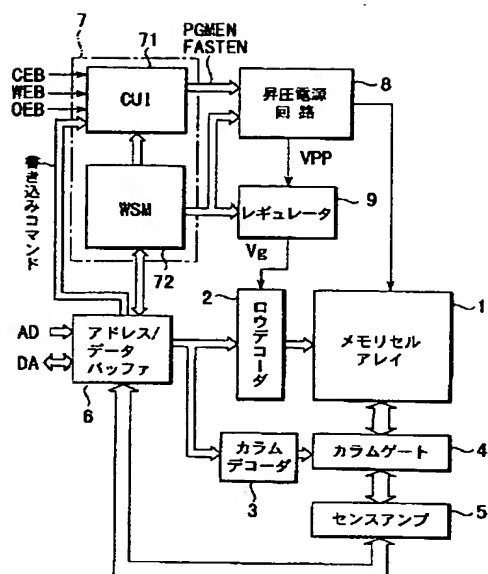 7
71
PGMEN
FASTEN
CEB
WEB
OEB
CUI
昇圧電源
回路
8
書き込みコマンド
VPP
WSM
72
レギュレータ
9
Vg
2
ロウデコーダ
1
メモリセル
アレイ
AD
DA
アドレス/
データ
バッファ
6
カラム
デコーダ
3
カラムゲート
4
センスアンプ
5